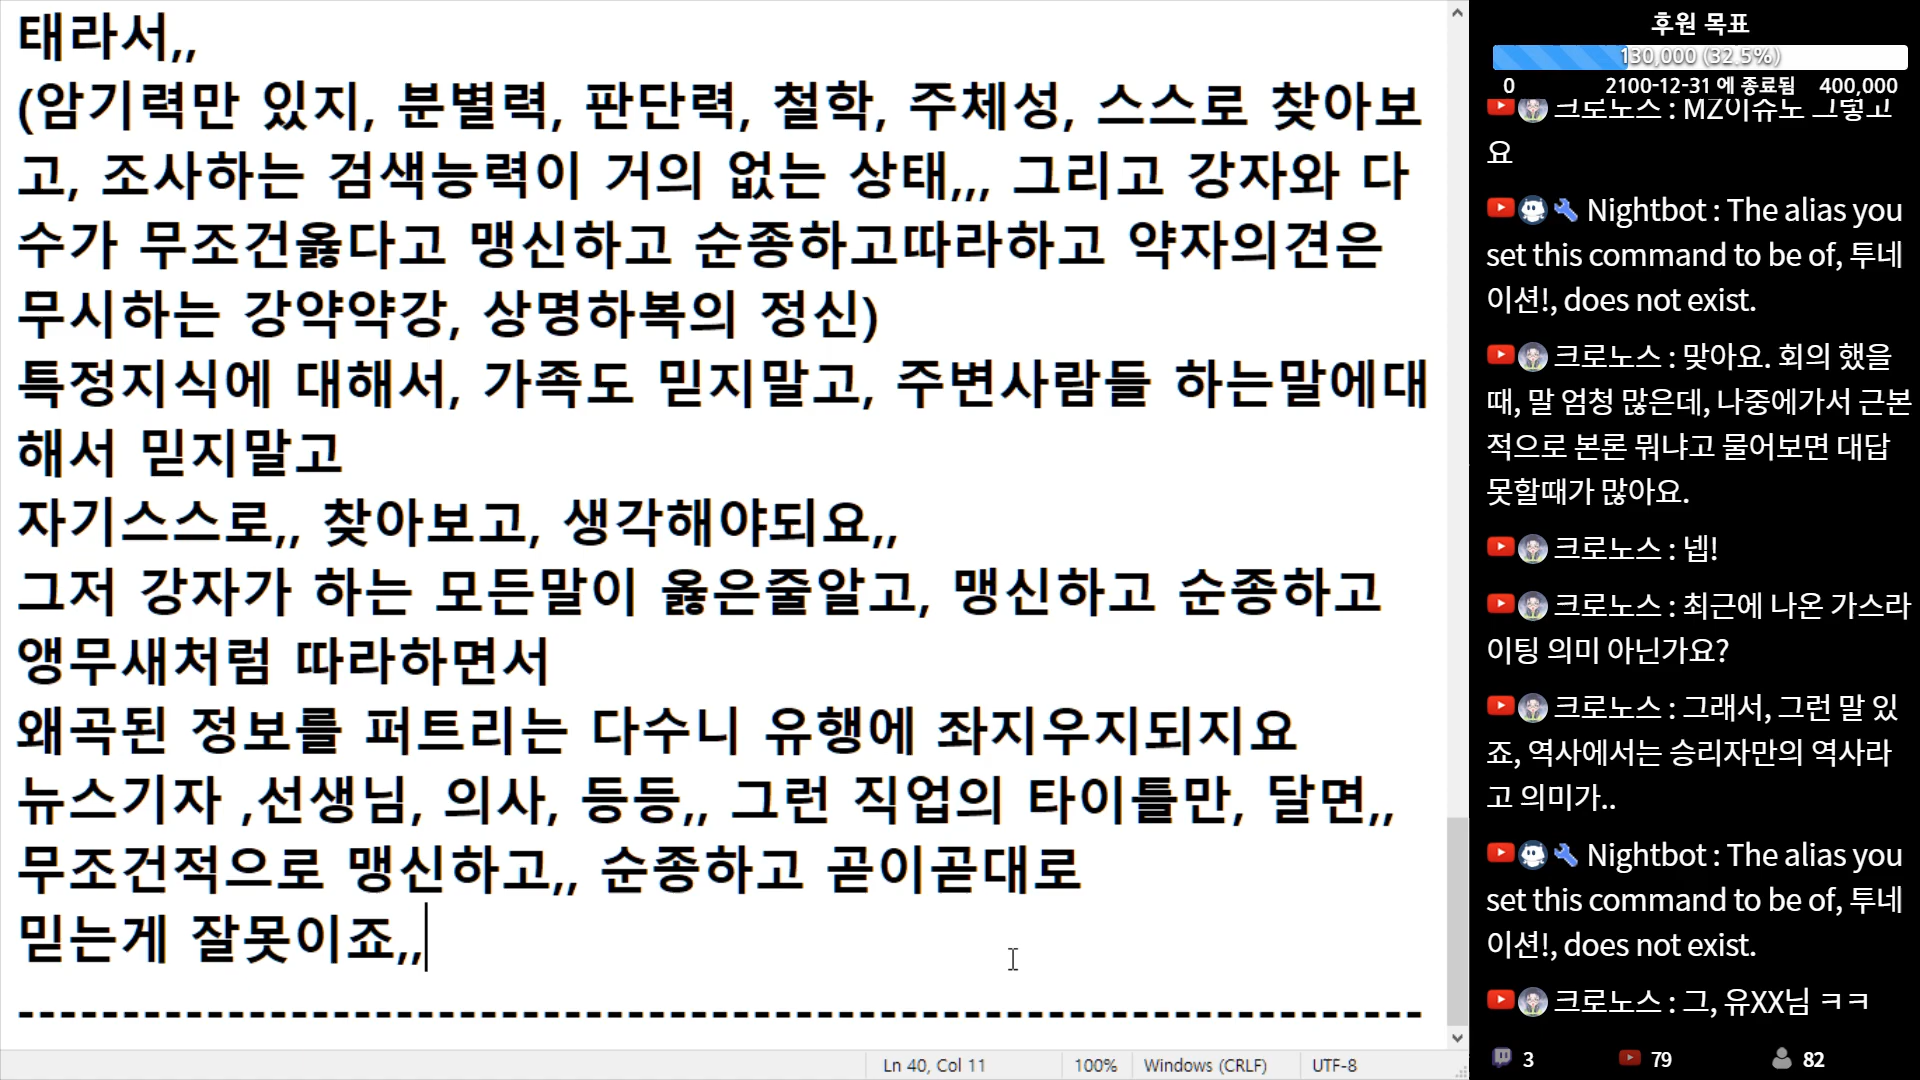 태라서,,
(암기력만 있지, 분별력, 판단력, 철학, 주체성, 스스로 찾아보
고, 조사하는 검색능력이 거의 없는 상태,,, 그리고 강자와 다
수가 무조건옳다고 맹신하고 순종하고따라하고 약자의견은
무시하는 강약약강, 상명하복의 정신)
특정지식에 대해서, 가족도 믿지말고, 주변사람들 하는말에대
해서 믿지말고
자기스스로,, 찾아보고, 생각해야되요,,
그저 강자가 하는 모든말이 옳은줄알고, 맹신하고 순종하고
앵무새처럼 따라하면서
왜곡된 정보를 퍼트리는 다수니 유행에 좌지우지되지요
뉴스기자 ,선생님, 의사, 등등,, 그런 직업의 타이틀만, 달면,,
무조건적으로 맹신하고,, 순종하고 곧이곧대로
믿는게 잘못이죠,,
--------------------------------------------------------------------
Ln 40, Col 11
100%
Windows (CRLF)
UTF-8
후원 목표
130,000 (32.5%)
0 2100-12-31 에 종료됨 400,000
크로노스 : MZ이슈도 그렇고
요
Nightbot : The alias you
set this command to be of, 투네
이션!, does not exist.
크로노스 : 맞아요. 회의 했을
때, 말 엄청 많은데, 나중에가서 근본
적으로 본론 뭐냐고 물어보면 대답
못할때가 많아요.
크로노스 : 넵!
크로노스 : 최근에 나온 가스라
이팅 의미 아닌가요?
크로노스 : 그래서, 그런 말 있
죠, 역사에서는 승리자만의 역사라
고 의미가..
Nightbot : The alias you
set this command to be of, 투네
이션!, does not exist.
크로노스 : 그, 유XX님 ㅋㅋ
3 79 82